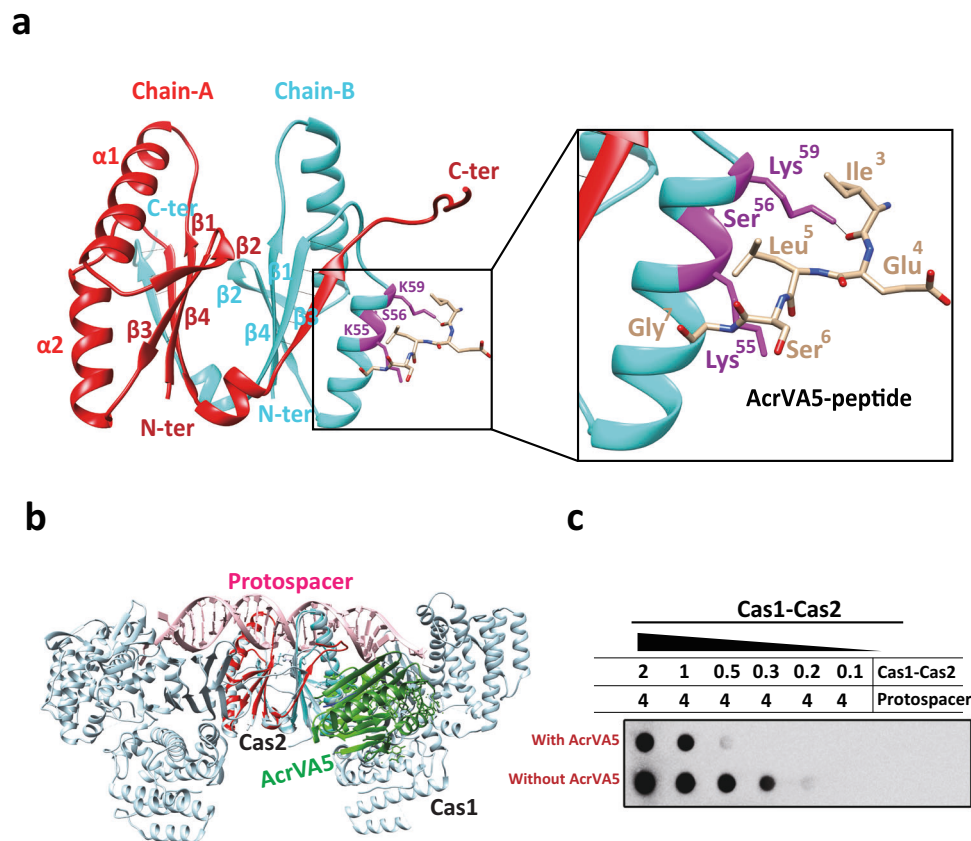 a
Chain-A
Chain-B
α1
C-ter
C-ter
β1
β2
β1
β2
β3
β3
β4
β4
α2
N-ter
N-ter
K59
S56
K55
Lys59
Ile3
Ser56
Leu5
Glu4
Gly7
Lys55
Ser6
AcrVA5-peptide
b
Protospacer
Cas2
AcrVA5
Cas1
c
Cas1-Cas2
2 1 0.5 0.3 0.2 0.1 Cas1-Cas2
4 4 4 4 4 4 Protospacer
With AcrVA5
Without AcrVA5